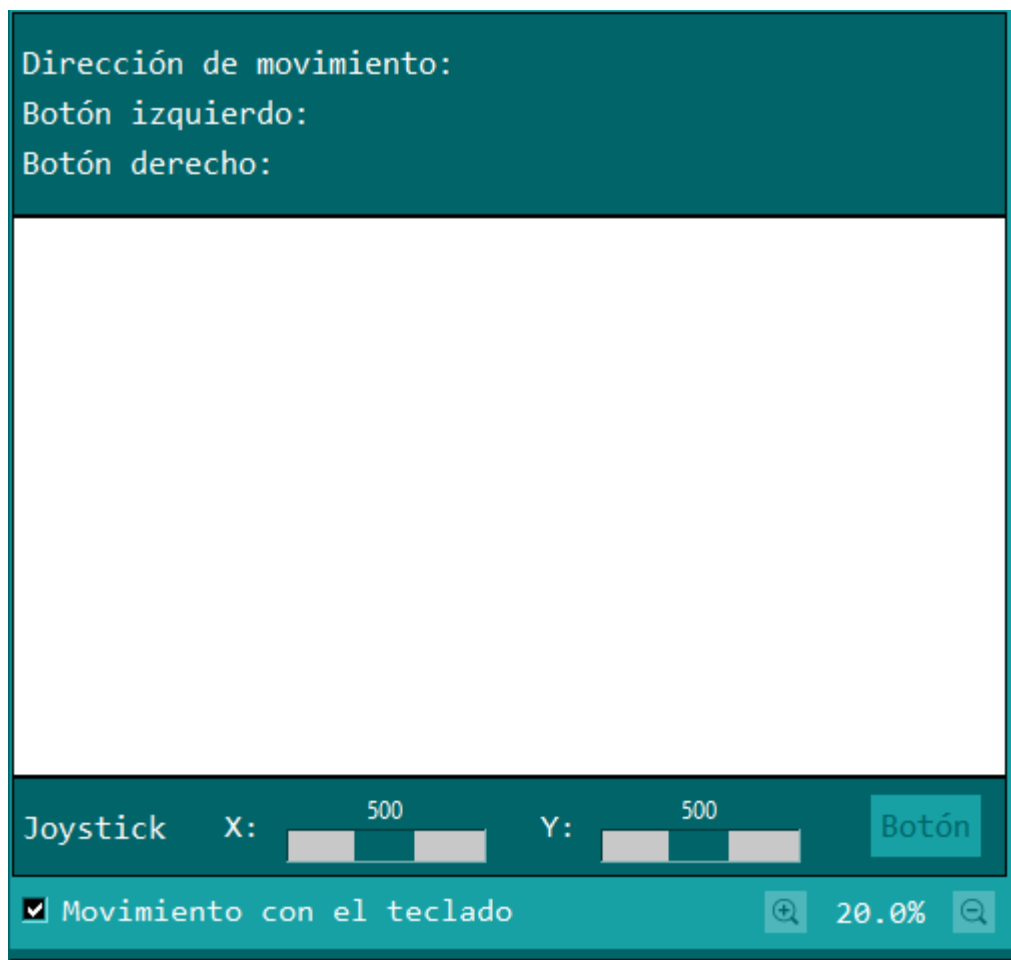 Dirección de movimiento:
Botón izquierdo:
Botón derecho:
Joystick X: 500 Y: 500 Botón
Movimiento con el teclado 20.0%